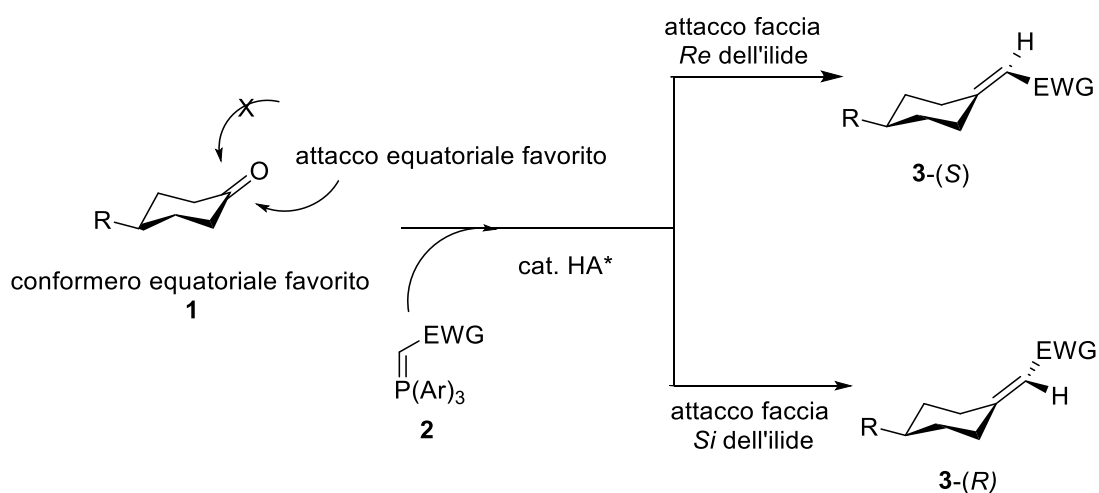 attacco faccia
Re dell'ilide
H
EWG
R
3-(S)
X
attacco equatoriale favorito
O
R
conformero equatoriale favorito
1
cat. HA*
EWG
P(Ar)3
2
attacco faccia
Si dell'ilide
EWG
H
R
3-(R)